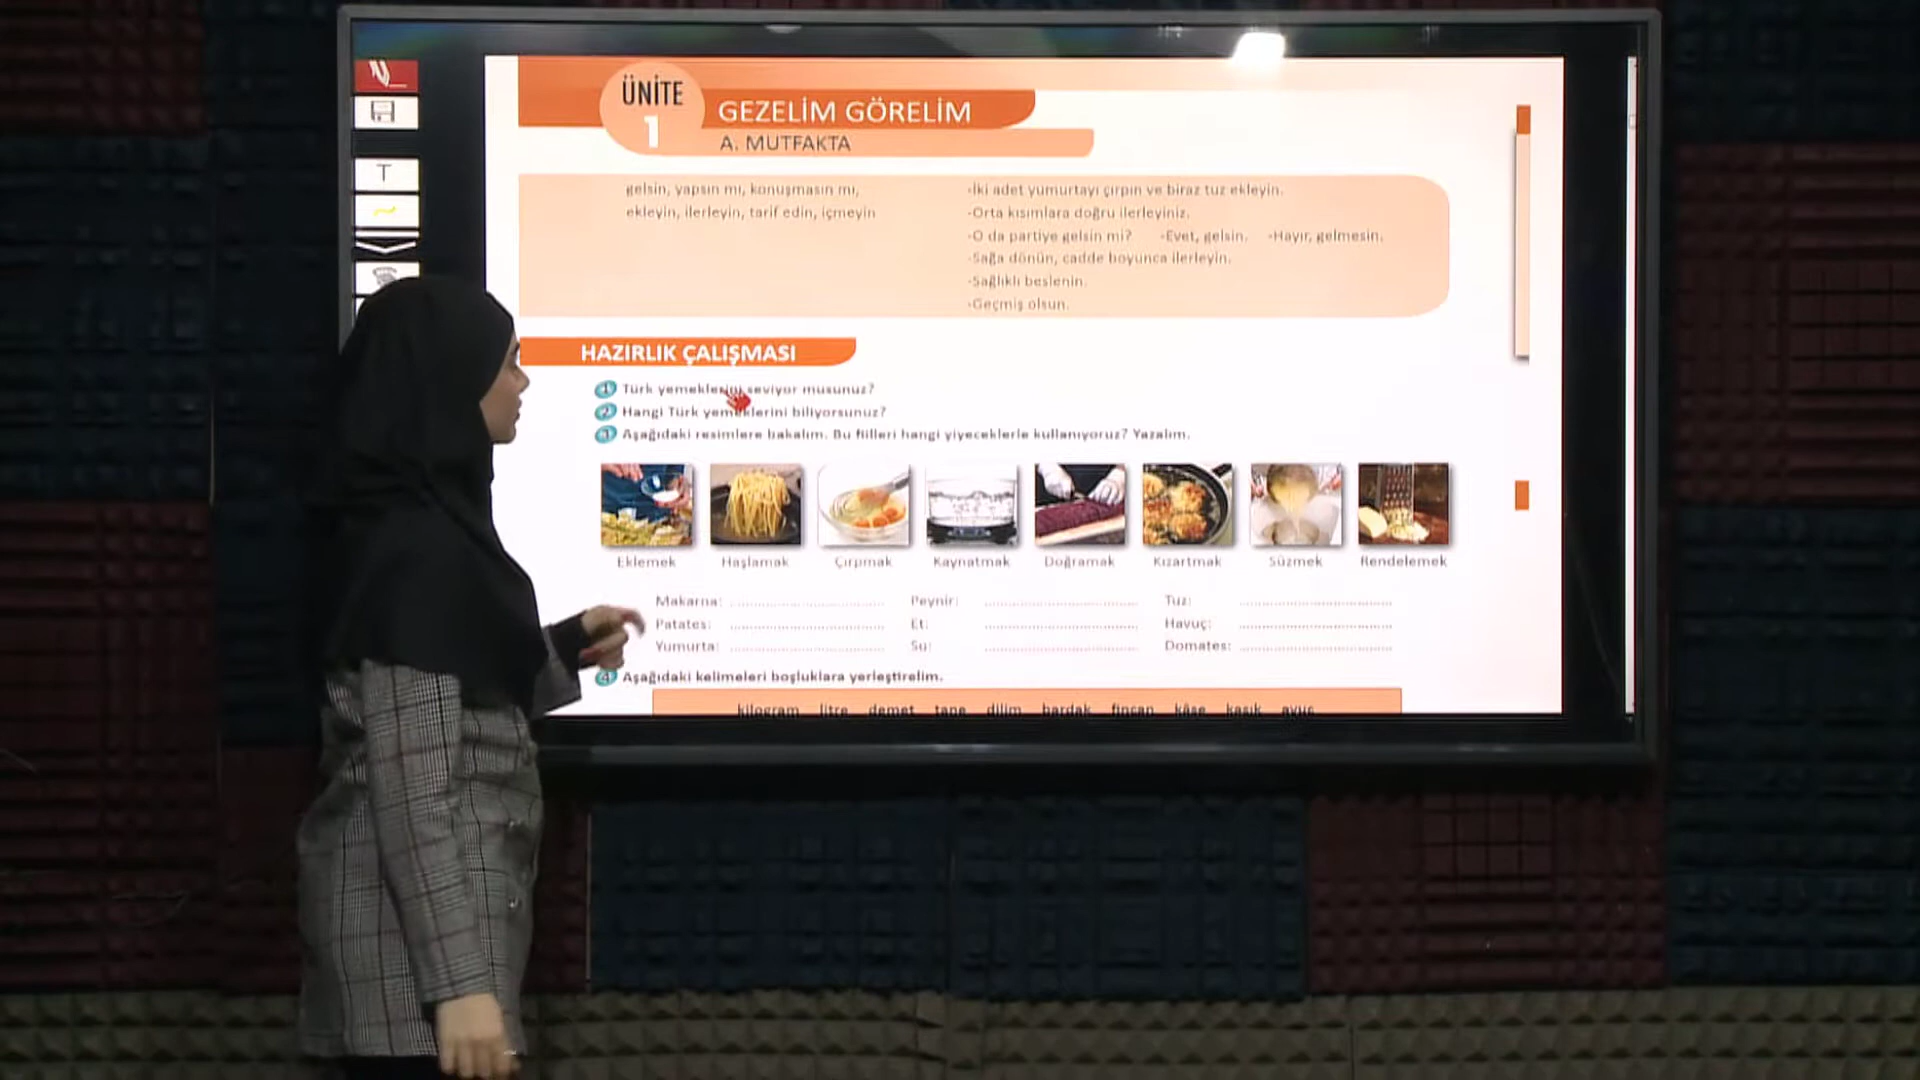 ÜNİTE
1
GEZELİM GÖRELİM
A. MUTFAKTA
gelsin, yapsın mı, konuşmasın mı,
ekleyin, ilerleyin, tarif edin, içmeyin
-İki adet yumurtayı çırpın ve biraz tuz ekleyin.
-Orta kısımlara doğru ilerleyiniz.
-O da partiye gelsin mi? -Evet, gelsin. -Hayır, gelmesin.
-Sağa dönün, cadde boyunca ilerleyin.
-Sağlıklı beslenin.
-Geçmiş olsun.
HAZIRLIK ÇALIŞMASI
1 Türk yemeklerini seviyor musunuz?
2 Hangi Türk yemeklerini biliyorsunuz?
3 Aşağıdaki resimlere bakalım. Bu fiilleri hangi yiyeceklerle kullanıyoruz? Yazalım.
Eklemek Haşlamak Çırpmak Kaynatmak Doğramak Kızartmak Süzmek Rendelemek
Makarna: Peynir: Tuz:
Patates: Et: Havuç:
Yumurta: Su: Domates:
4 Aşağıdaki kelimeleri boşluklara yerleştirelim.
kilogram litre demet tane dilim bardak fincan kâse kaşık avuç
T